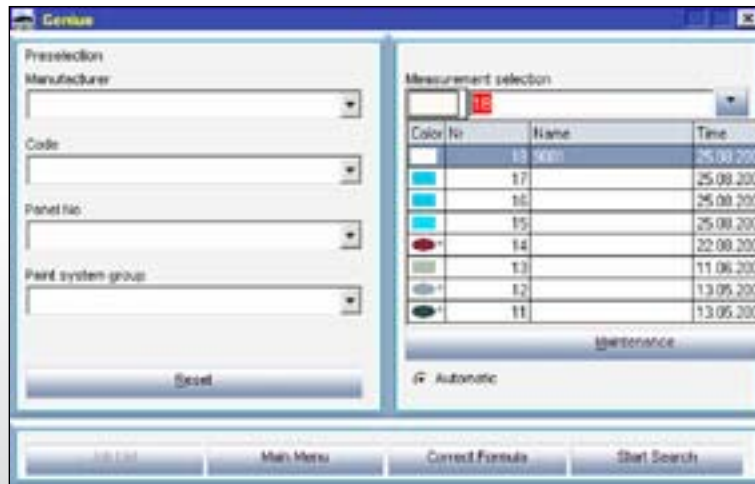 Genius
Preselection
Manufacturer
Code
Panel No
Paint system group
Reset
Measurement selection
18
Color Nr Name Time
18 9001 25.08.200
17 25.08.200
16 25.08.200
15 25.08.200
14 22.08.200
13 11.06.200
12 13.05.200
11 13.05.200
Maintenance
Automatic
Job List Main Menu Correct Formula Start Search